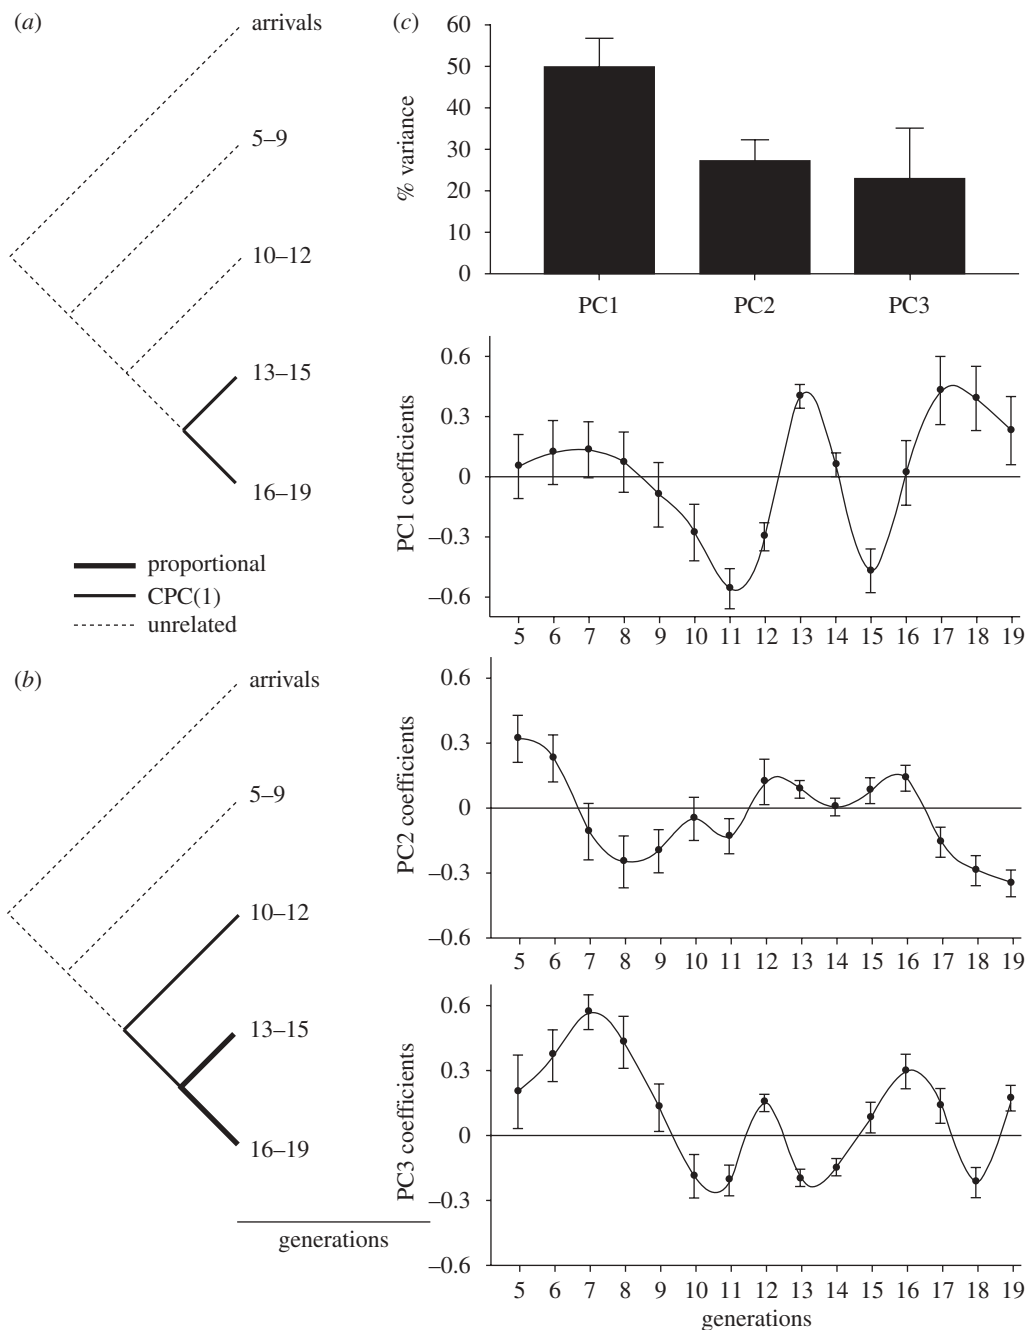 (a)
arrivals
5–9
10–12
13–15
16–19
proportional
CPC(1)
unrelated
(b)
arrivals
5–9
10–12
13–15
16–19
generations
(c)
% variance
60
50
40
30
20
10
0
PC1 PC2 PC3
PC1 coefficients
0.6
0.3
0
–0.3
–0.6
5 6 7 8 9 10 11 12 13 14 15 16 17 18 19
PC2 coefficients
0.6
0.3
0
–0.3
–0.6
5 6 7 8 9 10 11 12 13 14 15 16 17 18 19
PC3 coefficients
0.6
0.3
0
–0.3
–0.6
5 6 7 8 9 10 11 12 13 14 15 16 17 18 19
generations